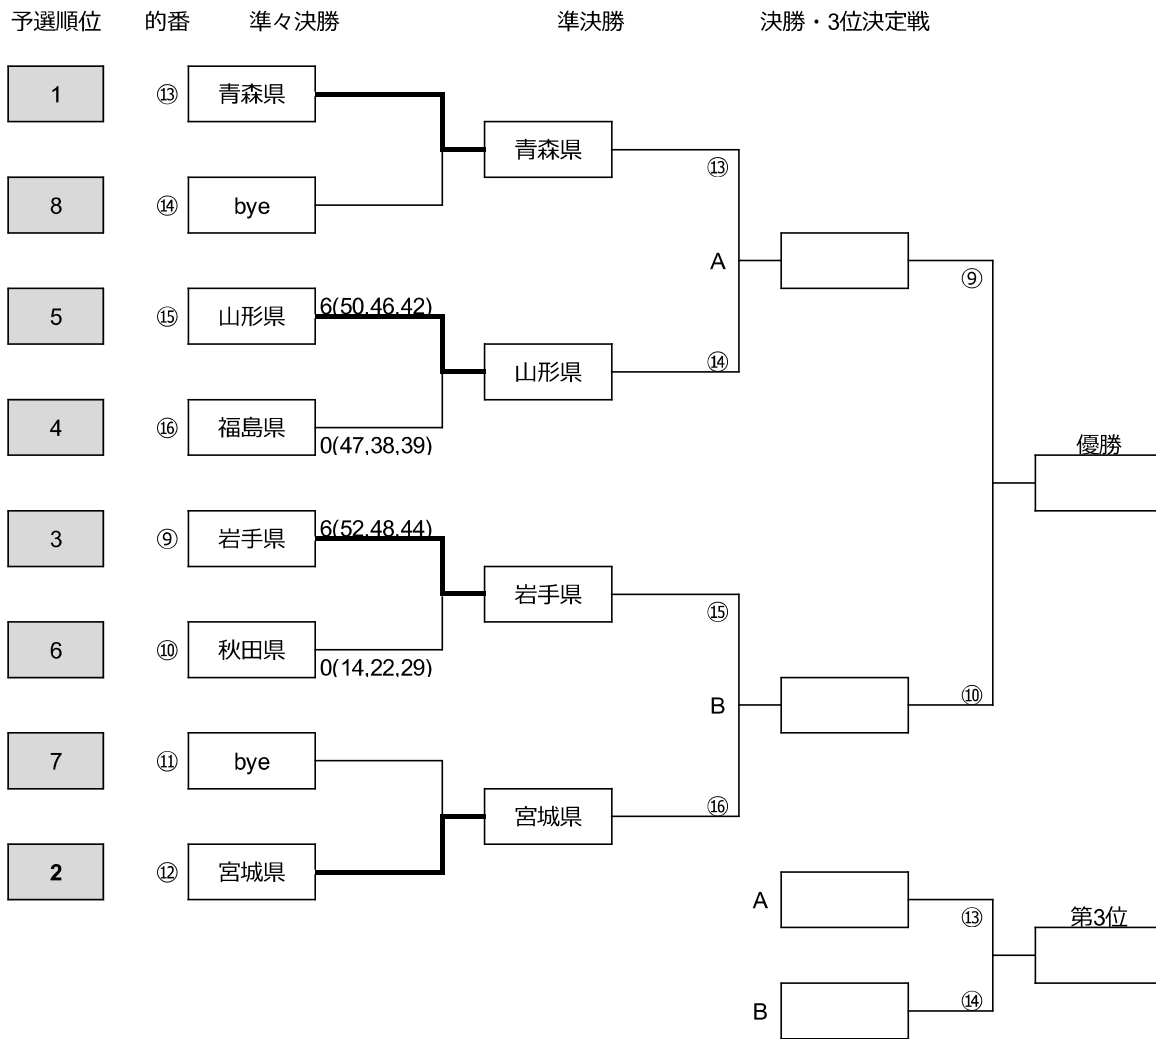 予選順位 的番 準々決勝 準決勝 決勝・3位決定戦
1 ⑬ 青森県
青森県
⑬
8 ⑭ bye
A
⑨
5 ⑮ 山形県 6(50,46,42)
山形県
⑭
4 ⑯ 福島県
0(47,38,39)
優勝
3 ⑨ 岩手県 6(52,48,44)
岩手県
⑮
6 ⑩ 秋田県
0(14,22,29)
B
⑩
7 ⑪ bye
宮城県
⑯
2 ⑫ 宮城県
A
⑬
第3位
B
⑭